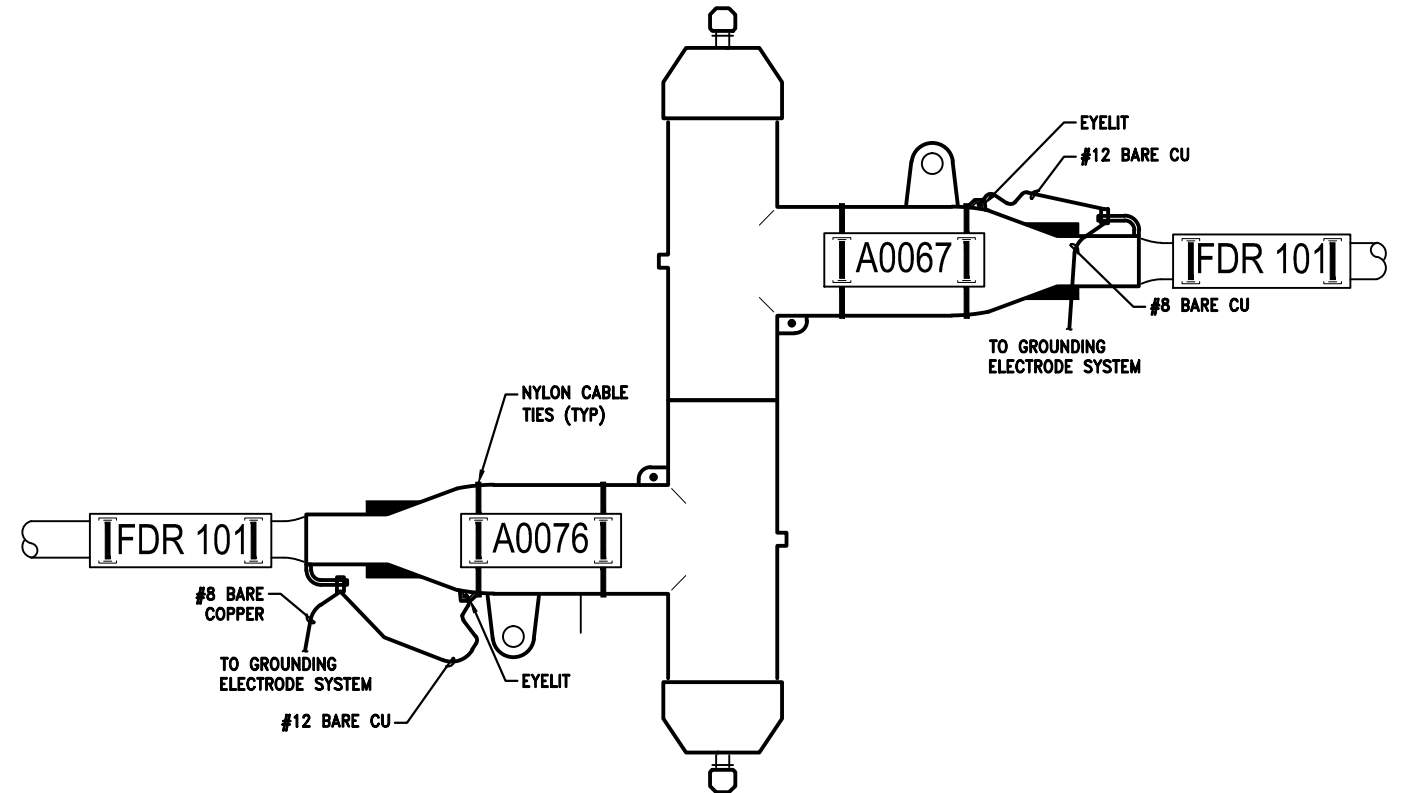 EYELIT
#12 BARE CU
A0067
FDR 101
#8 BARE CU
TO GROUNDING
ELECTRODE SYSTEM
NYLON CABLE
TIES (TYP)
FDR 101
A0076
#8 BARE
COPPER
TO GROUNDING
ELECTRODE SYSTEM
EYELIT
#12 BARE CU